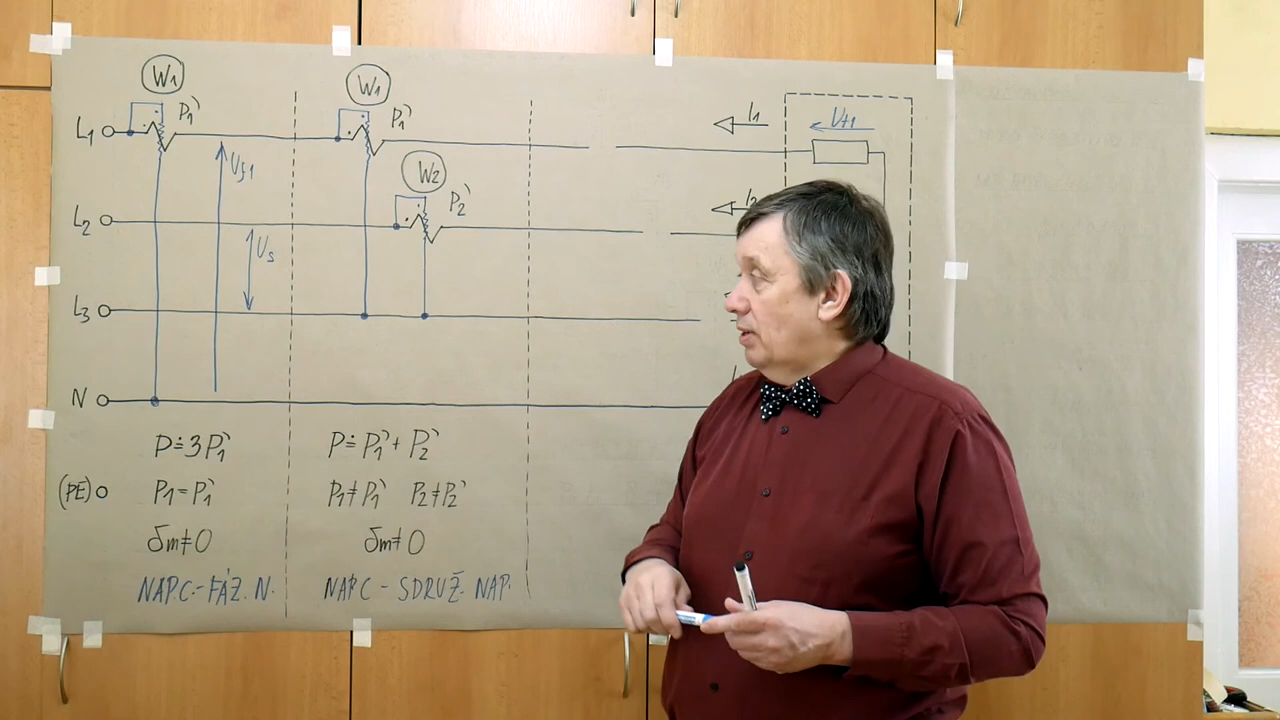 W1 W1
P1` P1` I1 Uf1
L1
Uf1 W2
P2` I2
L2
Us
L3
N
P≐3P1` P≐P1`+P2`
(PE) P1=P1` P1≠P1` P2≠P2`
δm≠0 δm≠0
NAPC.-FÁZ. N. NAPC - SDRUŽ. NAP.